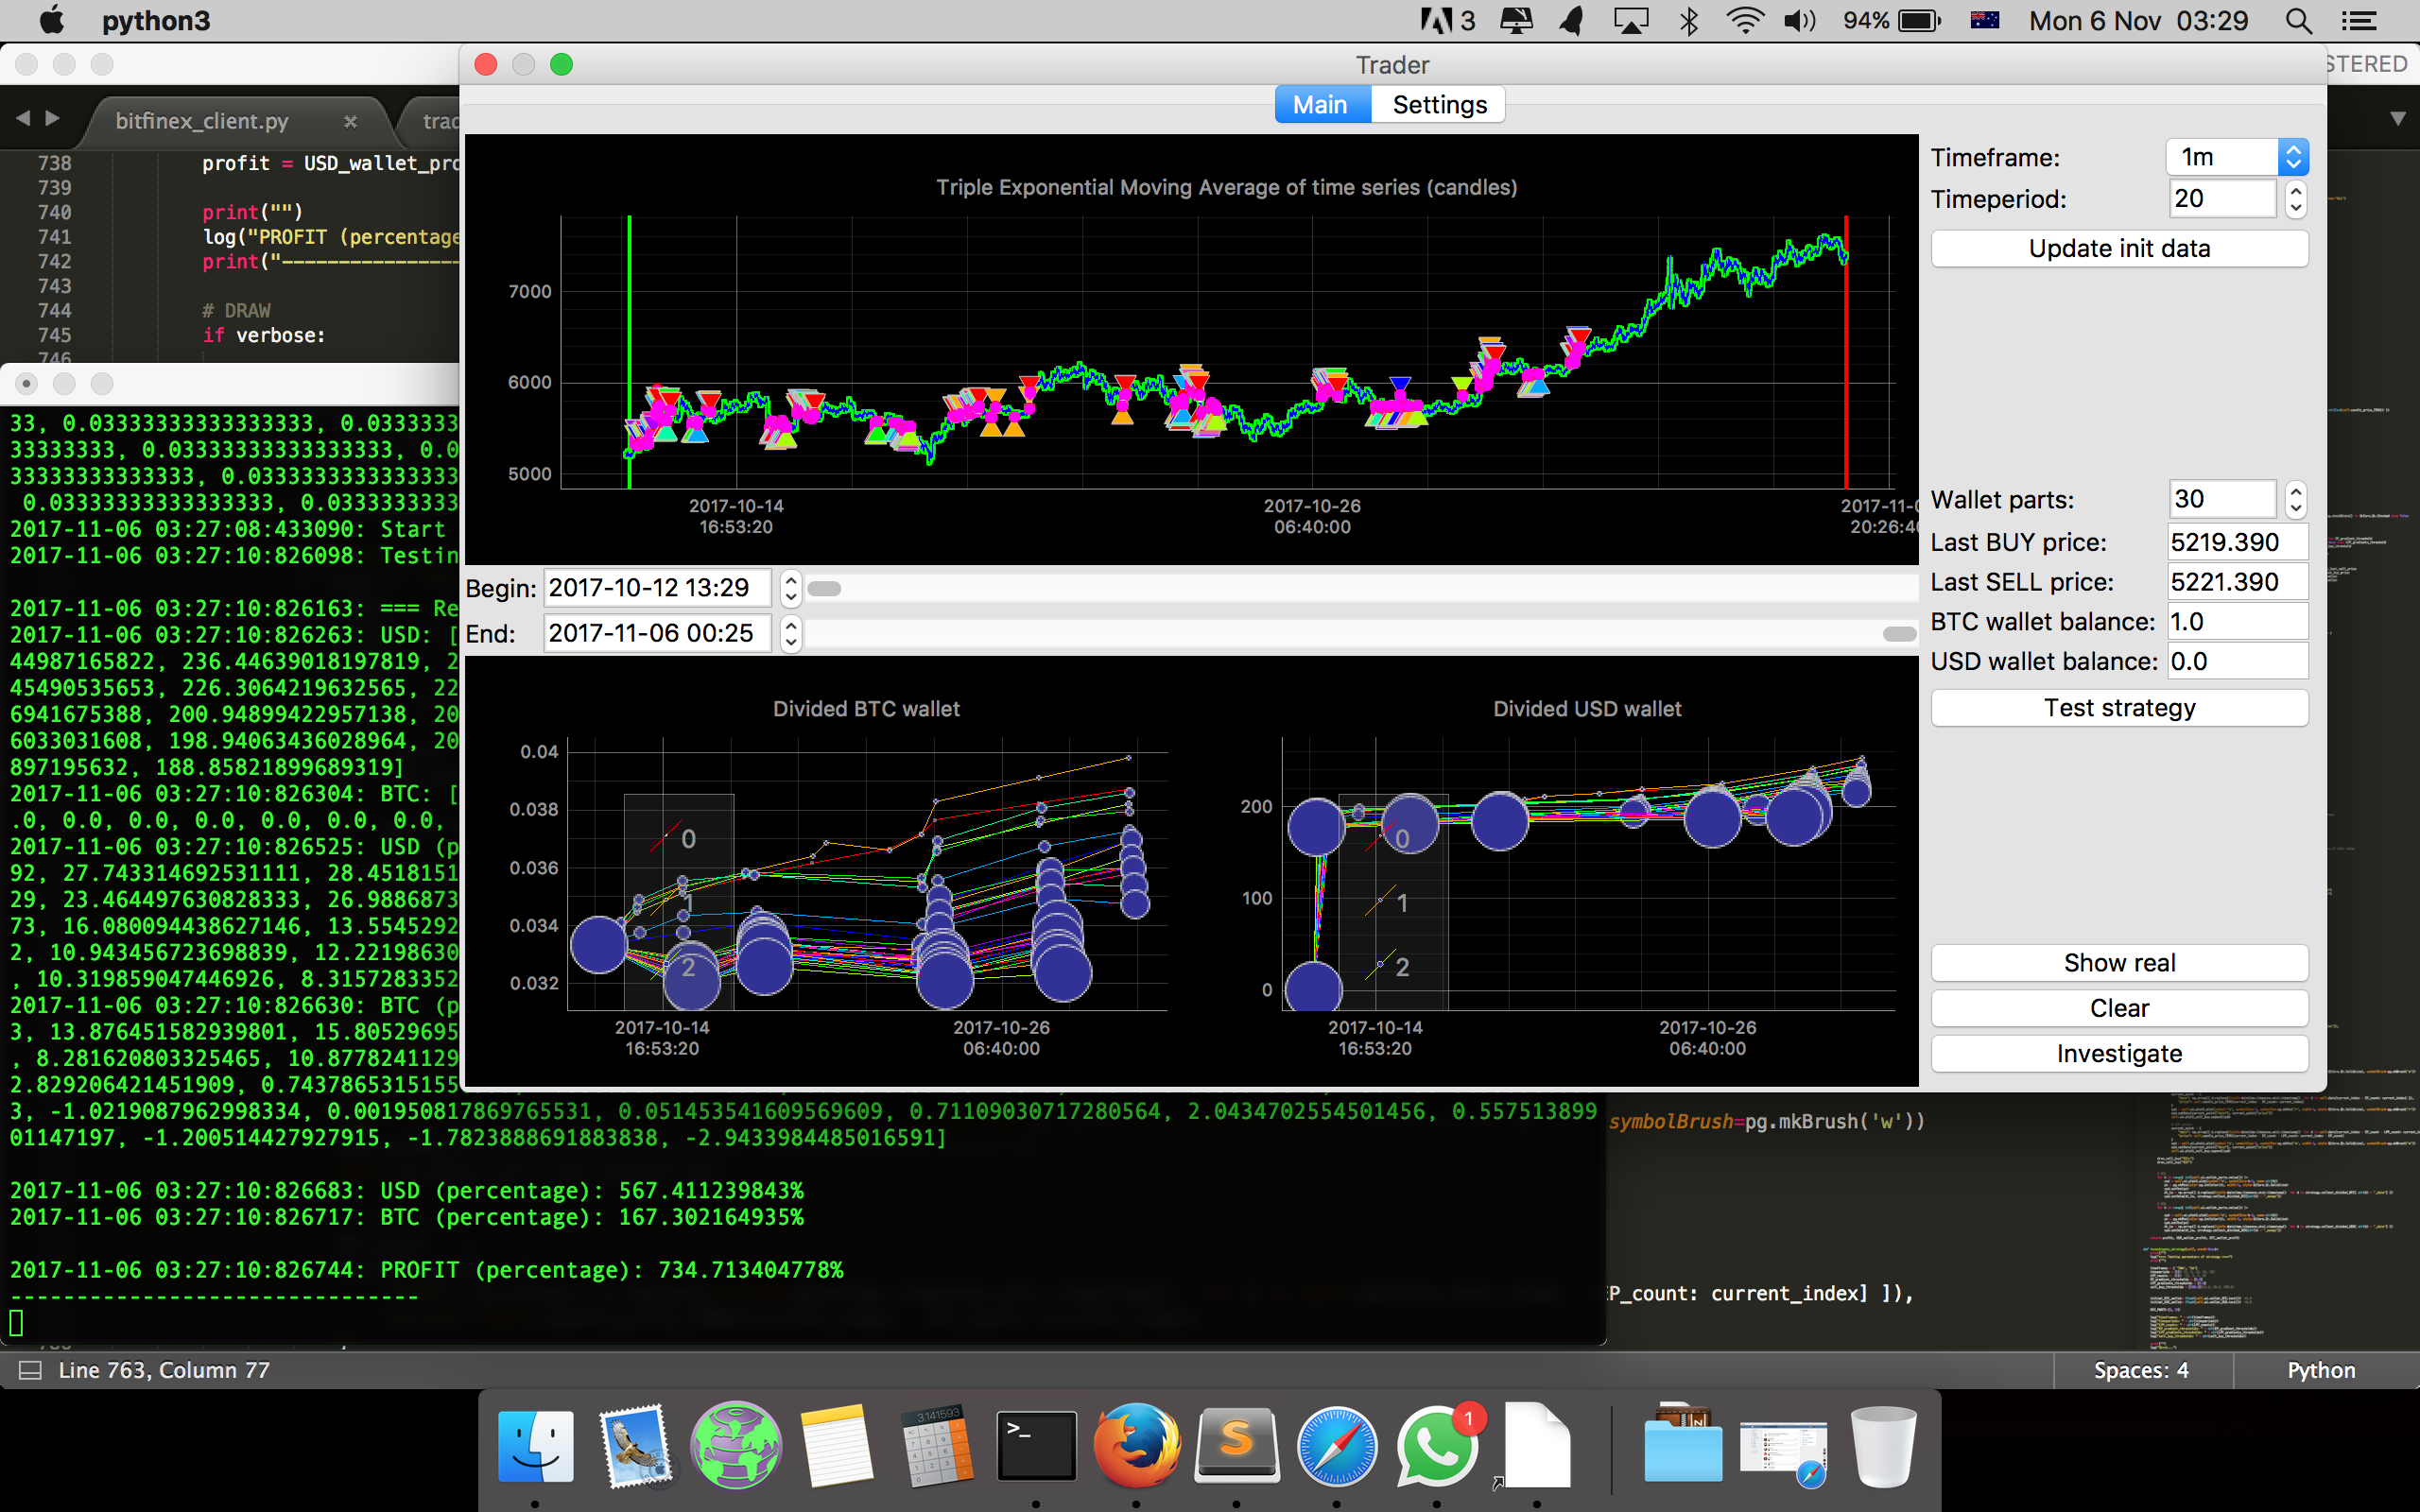 python3
3
94%
Mon 6 Nov 03:29
Trader
STERED
Main
Settings
bitfinex_client.py
trad
738 profit = USD_wallet_pro
739
740 print("")
741 log("PROFIT (percentage
742 print("-----------------
743
744 # DRAW
745 if verbose:
746
Triple Exponential Moving Average of time series (candles)
7000
6000
5000
2017-10-14
16:53:20
2017-10-26
06:40:00
2017-11-0
20:26:40
Timeframe: 1m
Timeperiod: 20
Update init data
Wallet parts: 30
Last BUY price: 5219.390
Last SELL price: 5221.390
BTC wallet balance: 1.0
USD wallet balance: 0.0
Test strategy
Show real
Clear
Investigate
Begin: 2017-10-12 13:29
End: 2017-11-06 00:25
Divided BTC wallet
0.04
0.038
0.036
0.034
0.032
0
1
2
2017-10-14
16:53:20
2017-10-26
06:40:00
Divided USD wallet
200
100
0
0
1
2
2017-10-14
16:53:20
2017-10-26
06:40:00
33, 0.03333333333333333, 0.0333333
33333333, 0.03333333333333333, 0.0
3333333333333, 0.0333333333333333
0.03333333333333333, 0.03333333333
2017-11-06 03:27:08:433090: Start
2017-11-06 03:27:10:826098: Testin
2017-11-06 03:27:10:826163: === Re
2017-11-06 03:27:10:826263: USD: [
44987165822, 236.44639018197819, 2
45490535653, 226.3064219632565, 22
6941675388, 200.94899422957138, 20
6033031608, 198.94063436028964, 20
897195632, 188.85821899689319]
2017-11-06 03:27:10:826304: BTC: [
.0, 0.0, 0.0, 0.0, 0.0, 0.0, 0.0,
2017-11-06 03:27:10:826525: USD (p
92, 27.743314692531111, 28.4518151
29, 23.464497630828333, 26.9886873
73, 16.080094438627146, 13.5545292
2, 10.943456723698839, 12.22198630
, 10.319859047446926, 8.3157283352
2017-11-06 03:27:10:826630: BTC (p
3, 13.876451582939801, 15.80529695
, 8.281620803325465, 10.8778241129
2.829206421451909, 0.7437865315155
3, -1.0219087962998334, 0.001950817869765531, 0.051453541609569609, 0.71109030717280564, 2.0434702554501456, 0.557513899
01147197, -1.200514427927915, -1.7823888691883838, -2.9433984485016591]
2017-11-06 03:27:10:826683: USD (percentage): 567.411239843%
2017-11-06 03:27:10:826717: BTC (percentage): 167.302164935%
2017-11-06 03:27:10:826744: PROFIT (percentage): 734.713404778%
-------------------------------
symbolBrush=pg.mkBrush('w'))
EP_count: current_index] ]),
Line 763, Column 77
Spaces: 4
Python
3.141593
>_
S
1